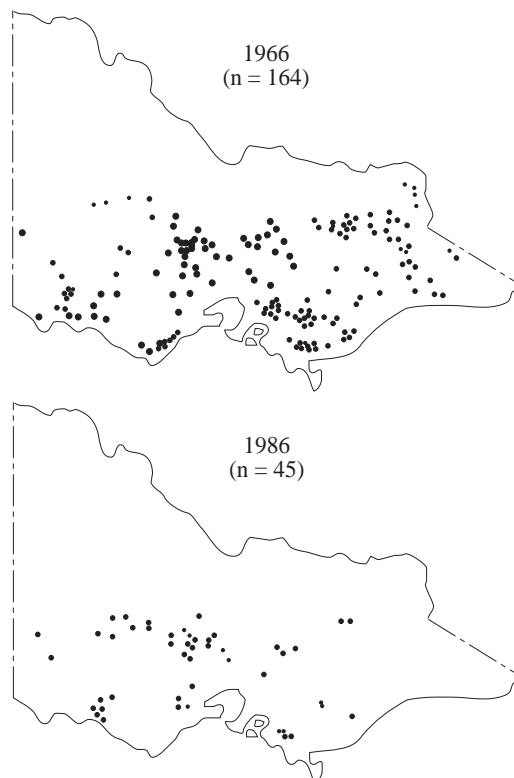 1966
(n = 164)
1986
(n = 45)